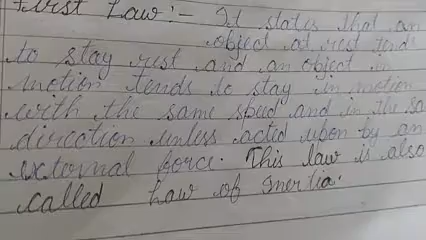 First Law :- It states that an
object at rest tends
to stay rest and an object in
motion tends to stay in motion
with the same speed and in the sa
direction unless acted upon by an
external force. This law is also
called Law of Inertia.